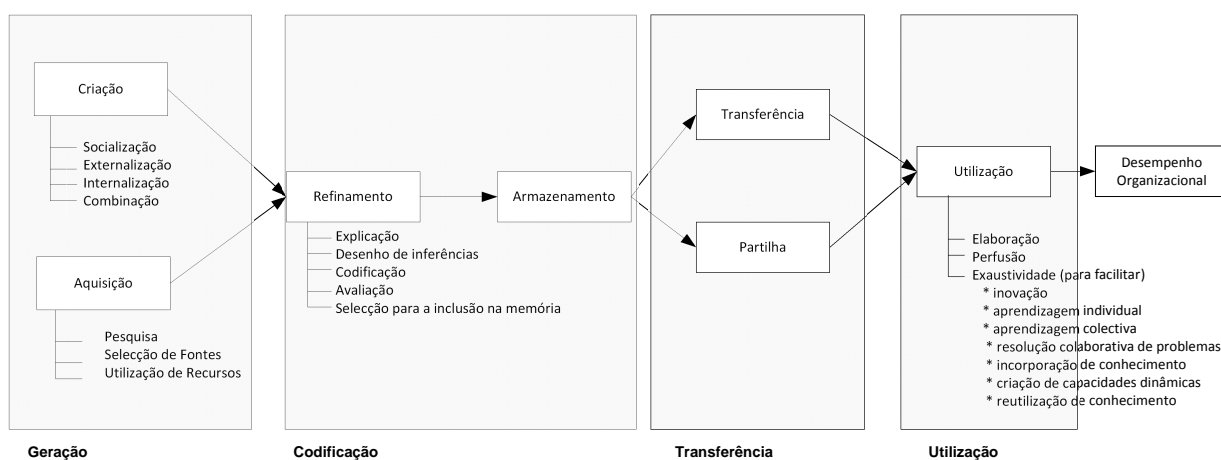 Criação
Socialização
Externalização
Internalização
Combinação
Aquisição
Pesquisa
Selecção de Fontes
Utilização de Recursos
Geração
Refinamento
Explicação
Desenho de inferências
Codificação
Avaliação
Selecção para a inclusão na memória
Armazenamento
Codificação
Transferência
Partilha
Transferência
Utilização
Elaboração
Perfusão
Exaustividade (para facilitar)
* inovação
* aprendizagem individual
* aprendizagem colectiva
* resolução colaborativa de problemas
* incorporação de conhecimento
* criação de capacidades dinâmicas
* reutilização de conhecimento
Utilização
Desempenho
Organizacional